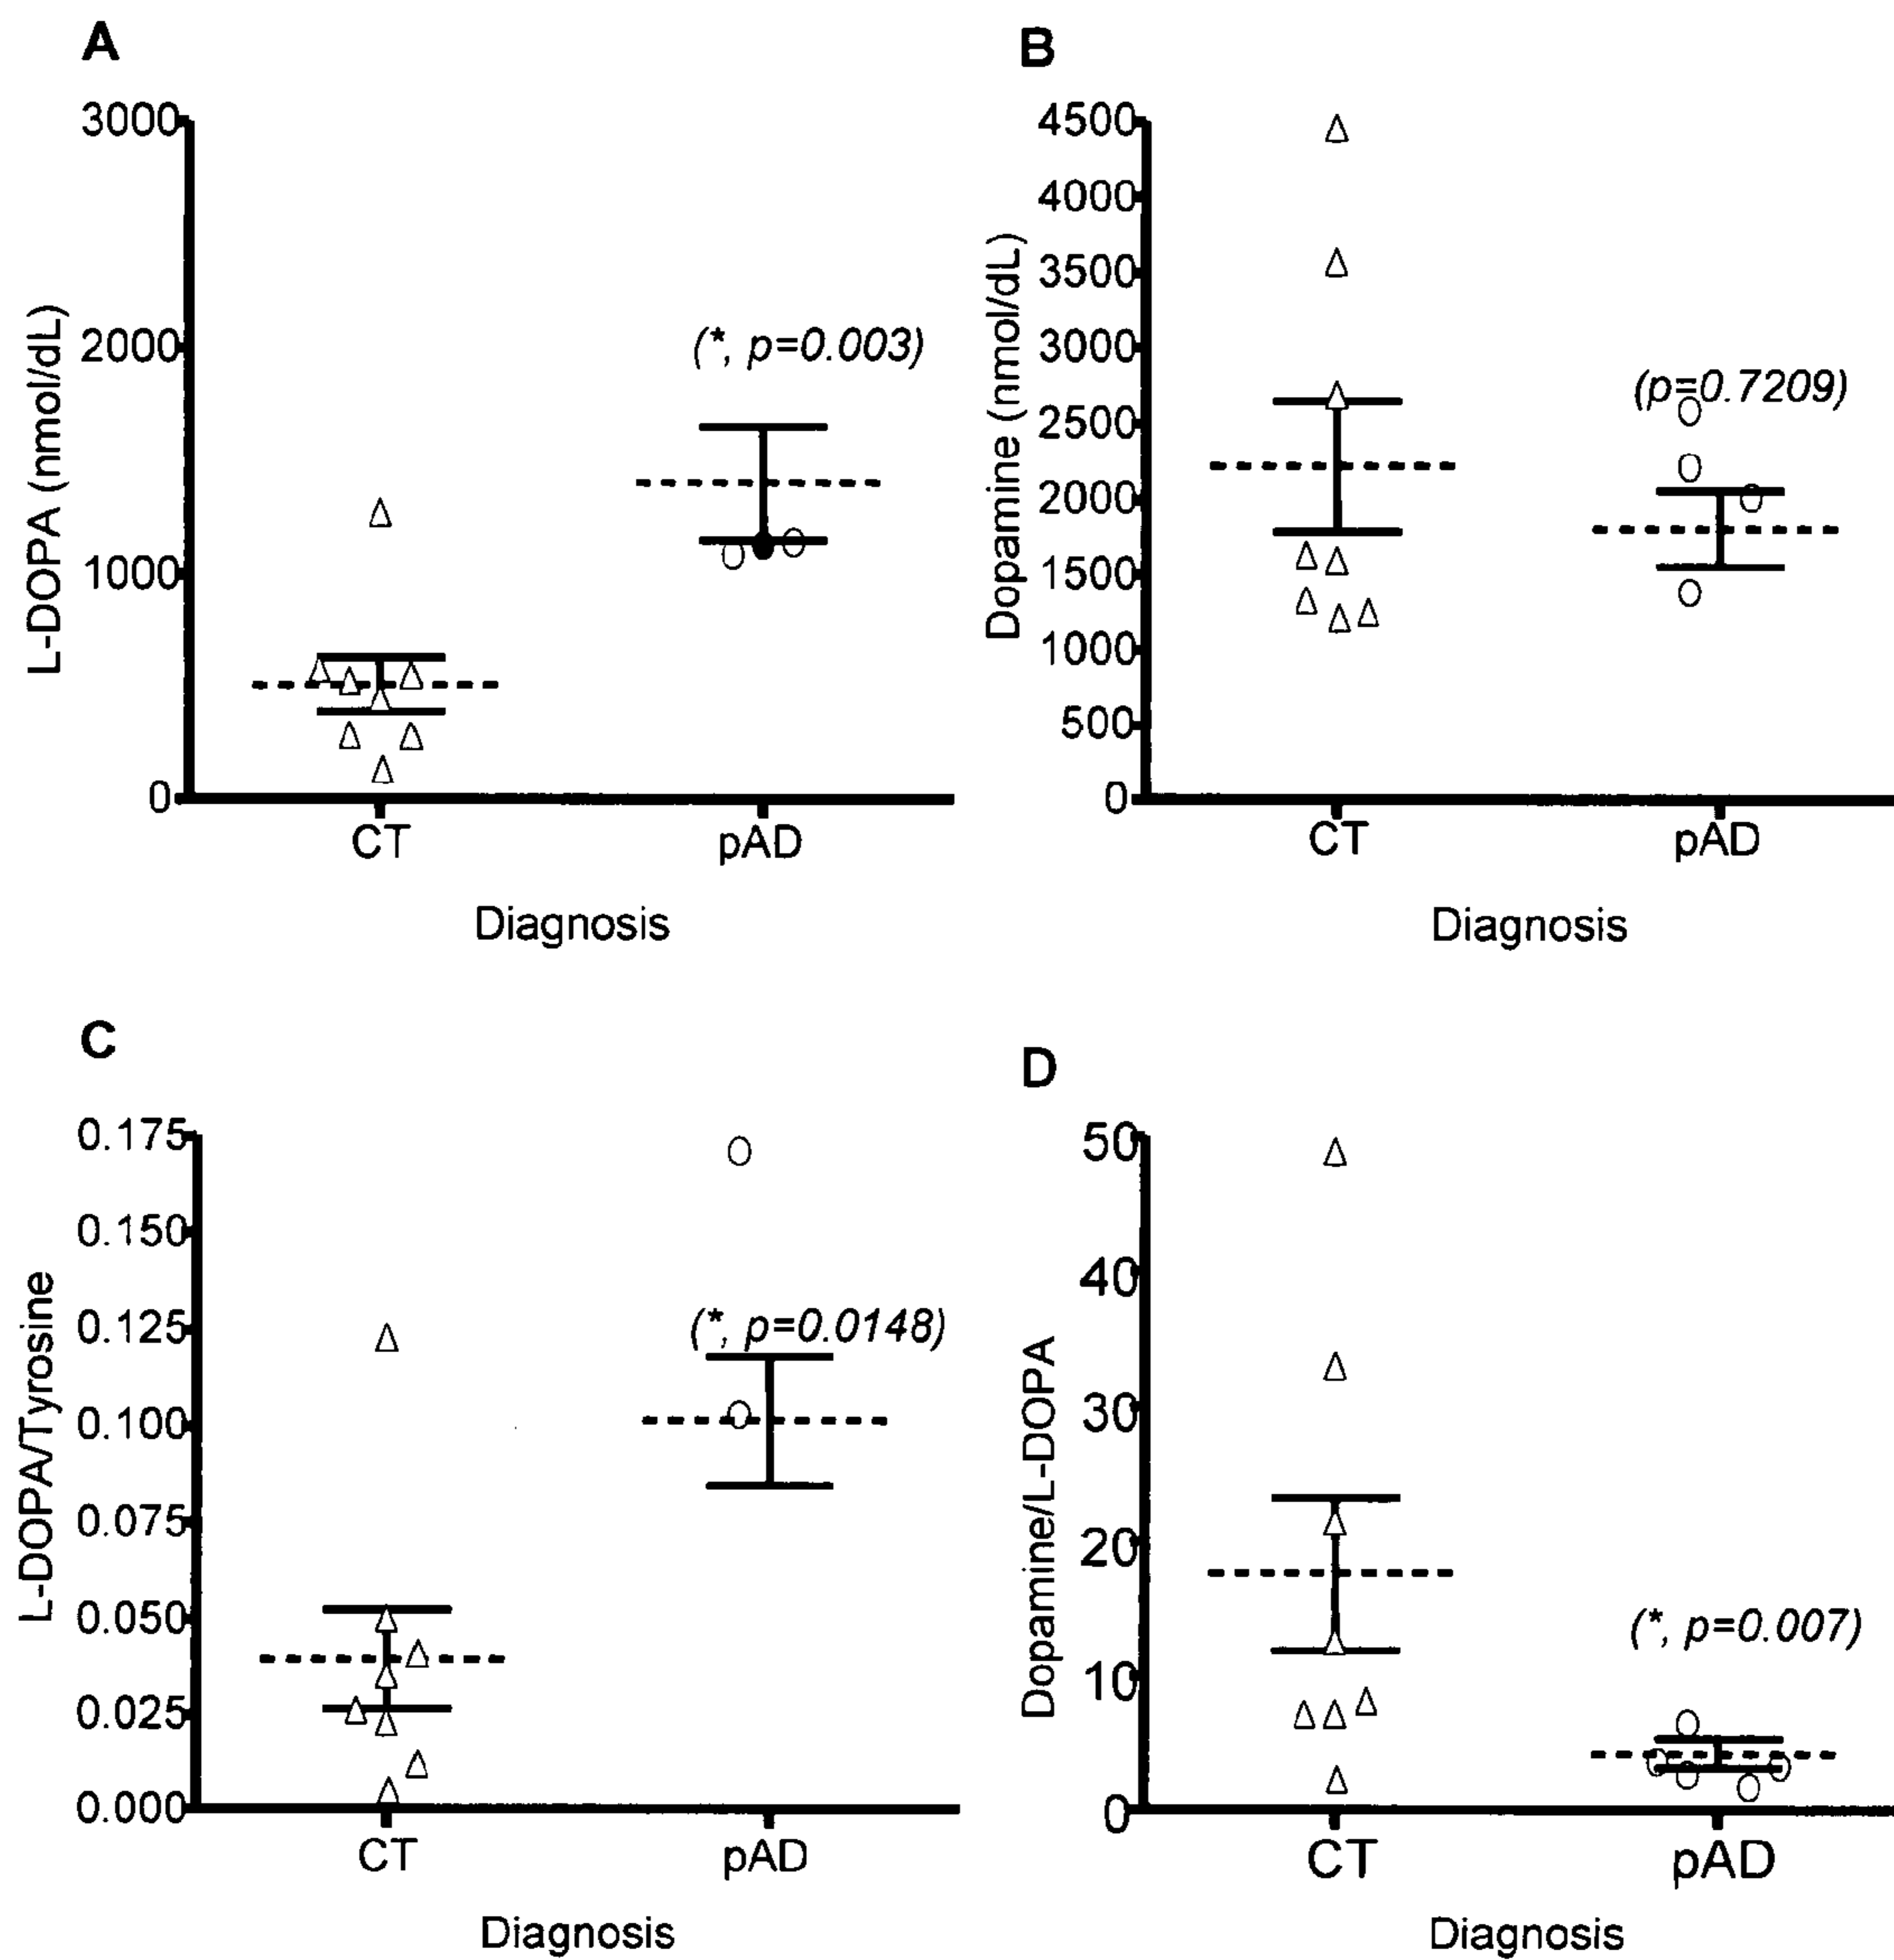 A
L-DOPA (nmol/dL)
3000
2000
1000
0
(*, p=0.003)
CT
pAD
Diagnosis
B
Dopamine (nmol/dL)
4500
4000
3500
3000
2500
2000
1500
1000
500
0
(p=0.7209)
CT
pAD
Diagnosis
C
L-DOPA/Tyrosine
0.175
0.150
0.125
0.100
0.075
0.050
0.025
0.000
(*, p=0.0148)
CT
pAD
Diagnosis
D
Dopamine/L-DOPA
50
40
30
20
10
0
(*, p=0.007)
CT
pAD
Diagnosis